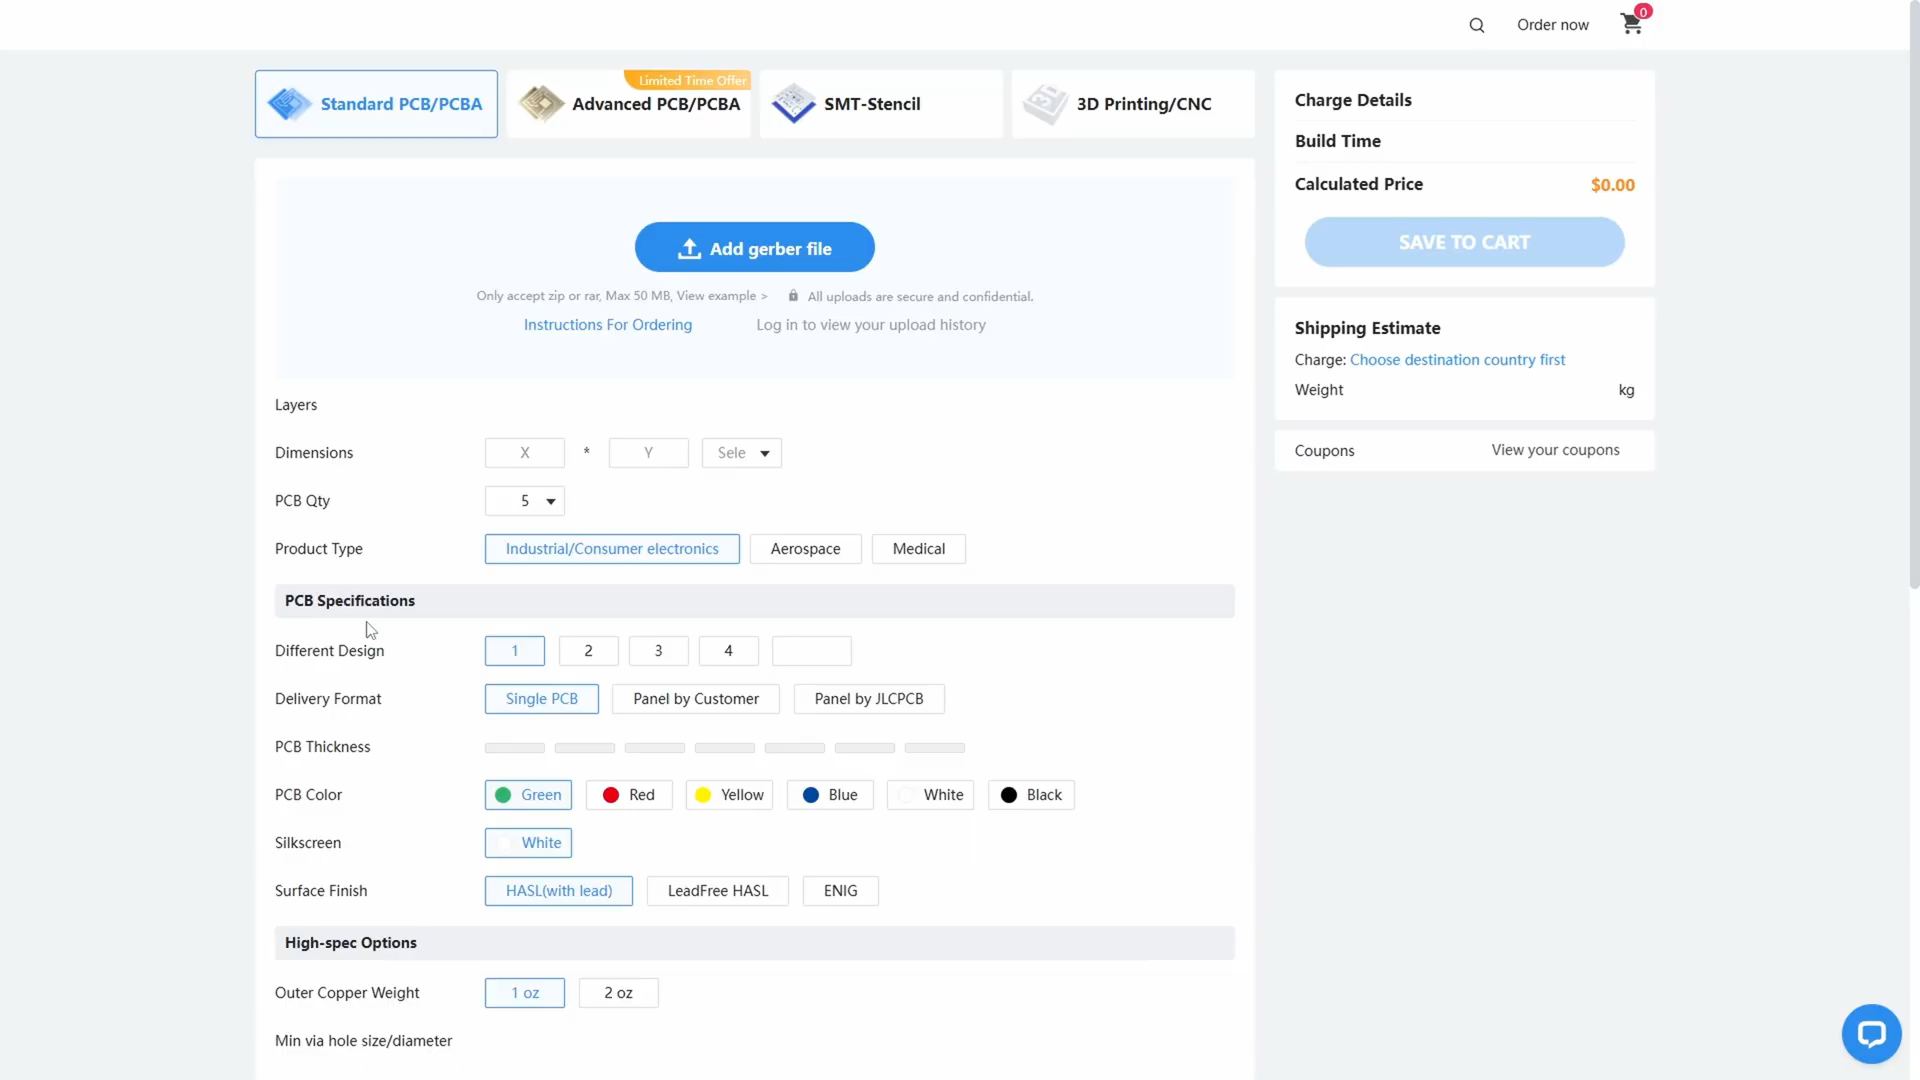 Order now
0
Standard PCB/PCBA
Limited Time Offer
Advanced PCB/PCBA
SMT-Stencil
3D Printing/CNC
Add gerber file
Only accept zip or rar, Max 50 MB, View example >
All uploads are secure and confidential.
Instructions For Ordering
Log in to view your upload history
Layers
Dimensions X * Y Sele
PCB Qty 5
Product Type Industrial/Consumer electronics Aerospace Medical
PCB Specifications
Different Design 1 2 3 4
Delivery Format Single PCB Panel by Customer Panel by JLCPCB
PCB Thickness
PCB Color Green Red Yellow Blue White Black
Silkscreen White
Surface Finish HASL(with lead) LeadFree HASL ENIG
High-spec Options
Outer Copper Weight 1 oz 2 oz
Min via hole size/diameter
Charge Details
Build Time
Calculated Price $0.00
SAVE TO CART
Shipping Estimate
Charge: Choose destination country first
Weight kg
Coupons View your coupons